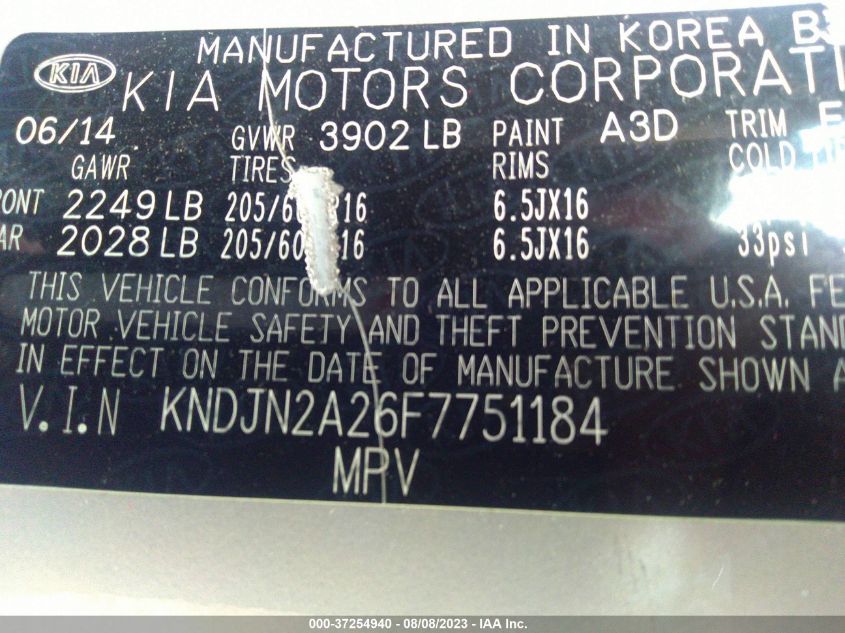 MANUFACTURED IN KOREA
KIA
KIA MOTORS
06/14 GVWR 3902 LB PAINT A3D TRIM
GAWR TIRES RIMS COLD
2249 LB 6.5JX16
2028 LB 6.5JX16 33psi
THIS VEHICLE CONFORMS TO ALL APPLICABLE U.S.A.
MOTOR VEHICLE SAFETY AND THEFT PREVENTION
IN EFFECT ON THE DATE OF MANUFACTURE SHOWN
V.I.N KNDJN2A26F7751184
MPV
000-37254940 - 08/08/2023 - IAA Inc.